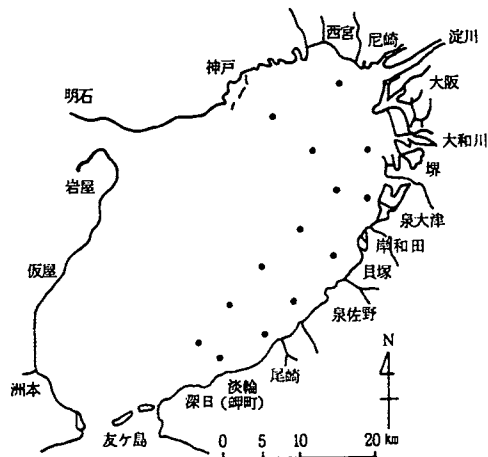 西宮
尼崎
淀川
神戸
大阪
明石
大和川
堺
岩屋
泉大津
岸和田
仮屋
貝塚
泉佐野
N
尾崎
洲本
淡輪
深日(岬町)
友ケ島
0 5 10 20 km